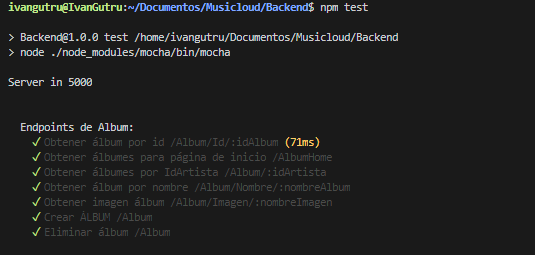 ivangutru@IvanGutru:~/Documentos/Musicloud/Backend$ npm test
> Backend@1.0.0 test /home/ivangutru/Documentos/Musicloud/Backend
> node ./node_modules/mocha/bin/mocha
Server in 5000
Endpoints de Album:
✓ Obtener álbum por id /Album/Id/:idAlbum (71ms)
✓ Obtener álbumes para página de inicio /AlbumHome
✓ Obtener álbumes por IdArtista /Album/:idArtista
✓ Obtener álbum por nombre /Album/Nombre/:nombreAlbum
✓ Obtener imagen álbum /Album/Imagen/:nombreImagen
✓ Crear ÁLBUM /Album
✓ Eliminar álbum /Album